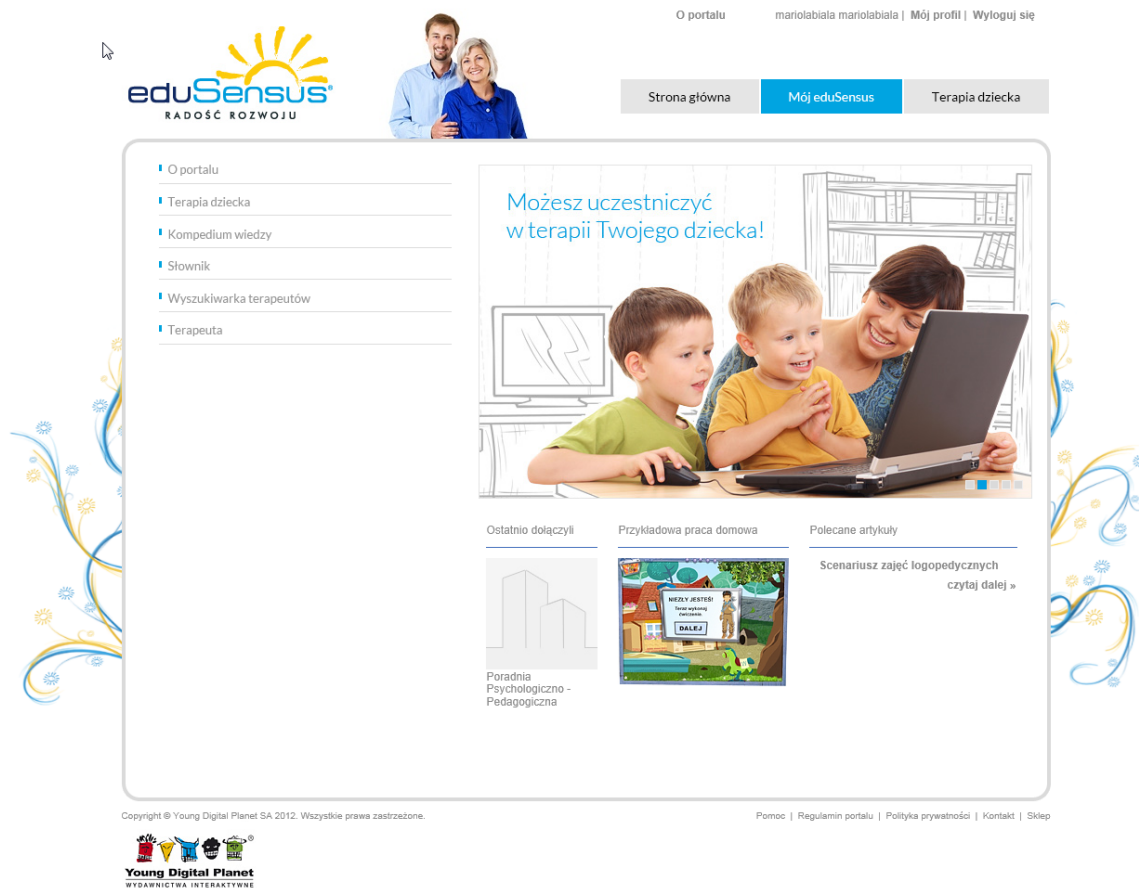 O portalu
mariolabiala mariolabiala | Mój profil | Wyloguj się
eduSensus®
RADOŚĆ ROZWOJU
Strona główna
Mój eduSensus
Terapia dziecka
O portalu
Terapia dziecka
Kompedium wiedzy
Słownik
Wyszukiwarka terapeutów
Terapeuta
Możesz uczestniczyć
w terapii Twojego dziecka!
Ostatnio dołączyli
Poradnia
Psychologiczno -
Pedagogiczna
Przykładowa praca domowa
NIEZŁY JESTEŚ!
Teraz wykonaj
ćwiczenie.
DALEJ
Polecane artykuły
Scenariusz zajęć logopedycznych
czytaj dalej »
Copyright © Young Digital Planet SA 2012. Wszystkie prawa zastrzeżone.
Pomoc | Regulamin portalu | Polityka prywatności | Kontakt | Sklep
Young Digital Planet
WYDAWNICTWA INTERAKTYWNE